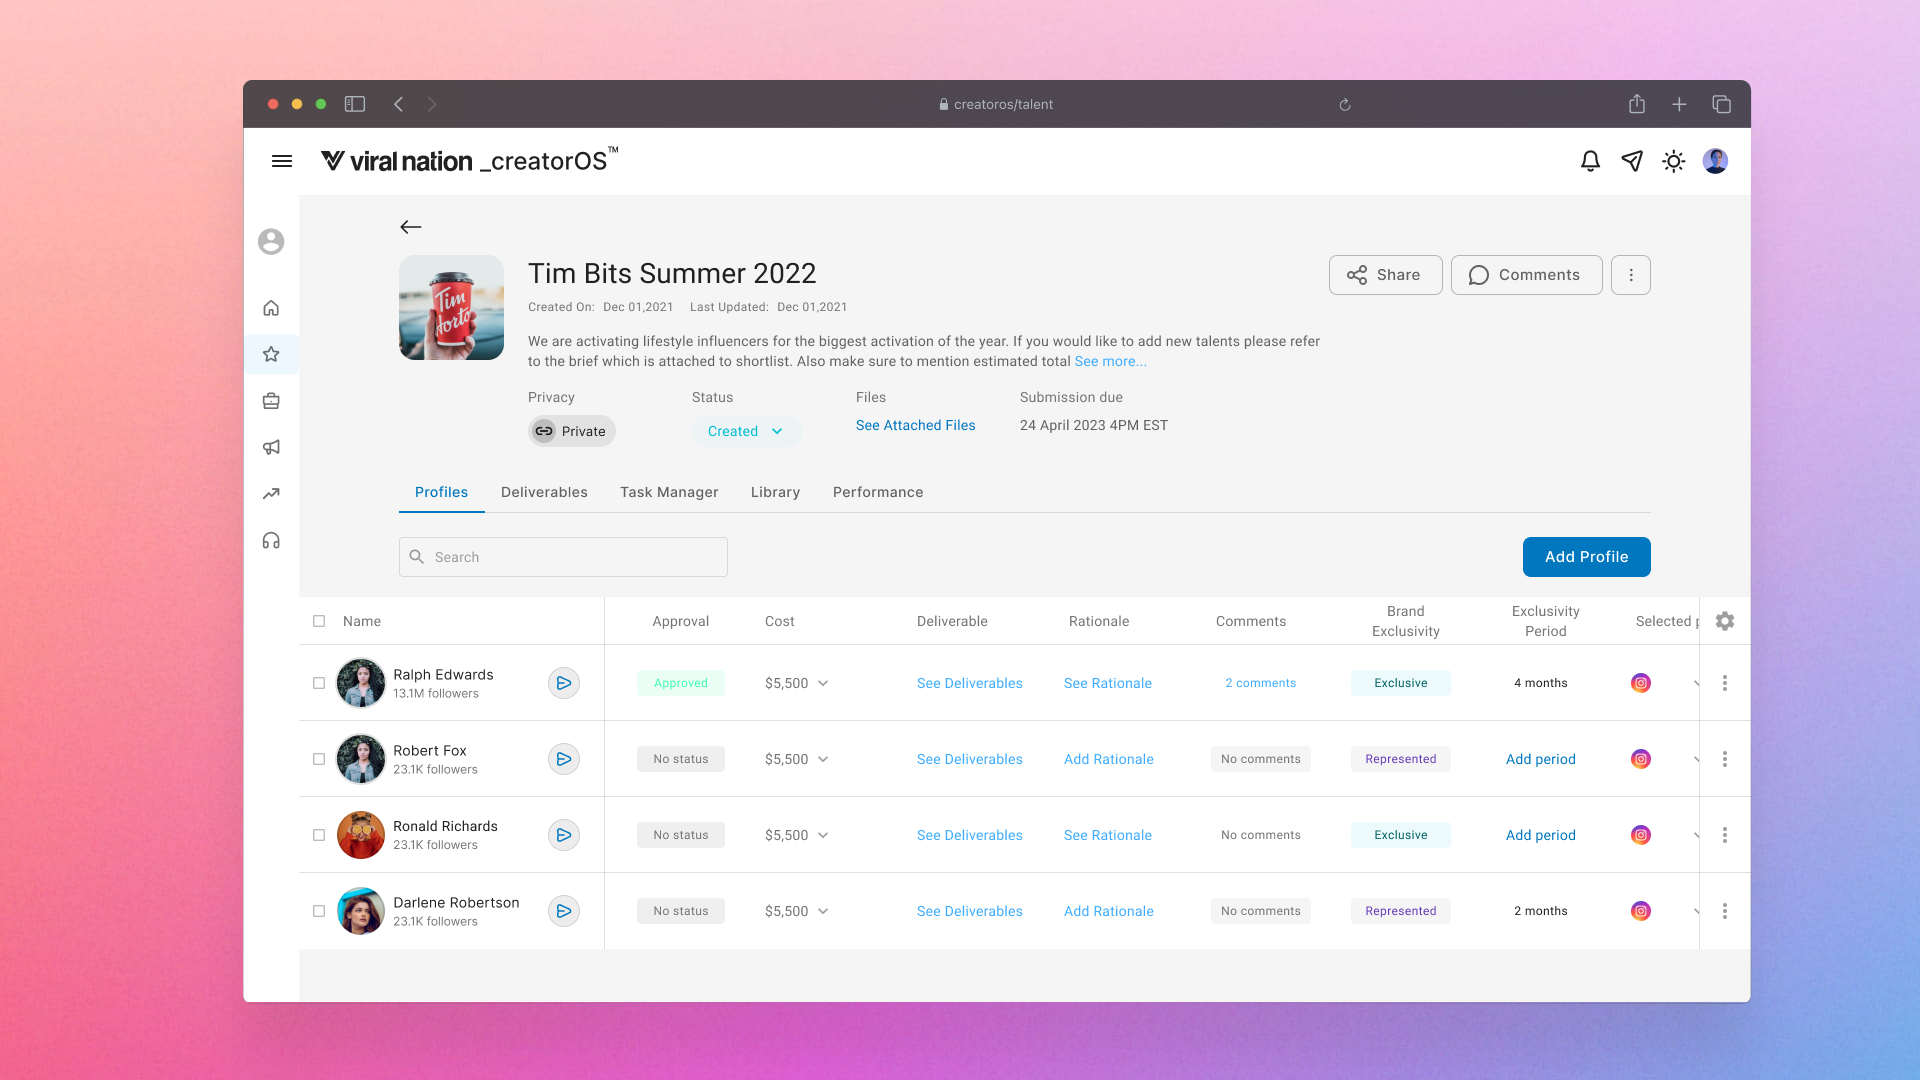 creatoros/talent
viral nation _creatorOS™
Tim Bits Summer 2022
Share
Comments
Created On: Dec 01,2021 Last Updated: Dec 01,2021
Tim
Horto
We are activating lifestyle influencers for the biggest activation of the year. If you would like to add new talents please refer
to the brief which is attached to shortlist. Also make sure to mention estimated total See more...
Privacy Status Files Submission due
Private Created See Attached Files 24 April 2023 4PM EST
Profiles Deliverables Task Manager Library Performance
Search
Add Profile
Name Approval Cost Deliverable Rationale Comments Brand Exclusivity Exclusivity Period Selected p
Ralph Edwards
13.1M followers
Approved $5,500 See Deliverables See Rationale 2 comments Exclusive 4 months
Robert Fox
23.1K followers
No status $5,500 See Deliverables Add Rationale No comments Represented Add period
Ronald Richards
23.1K followers
No status $5,500 See Deliverables See Rationale No comments Exclusive Add period
Darlene Robertson
23.1K followers
No status $5,500 See Deliverables Add Rationale No comments Represented 2 months